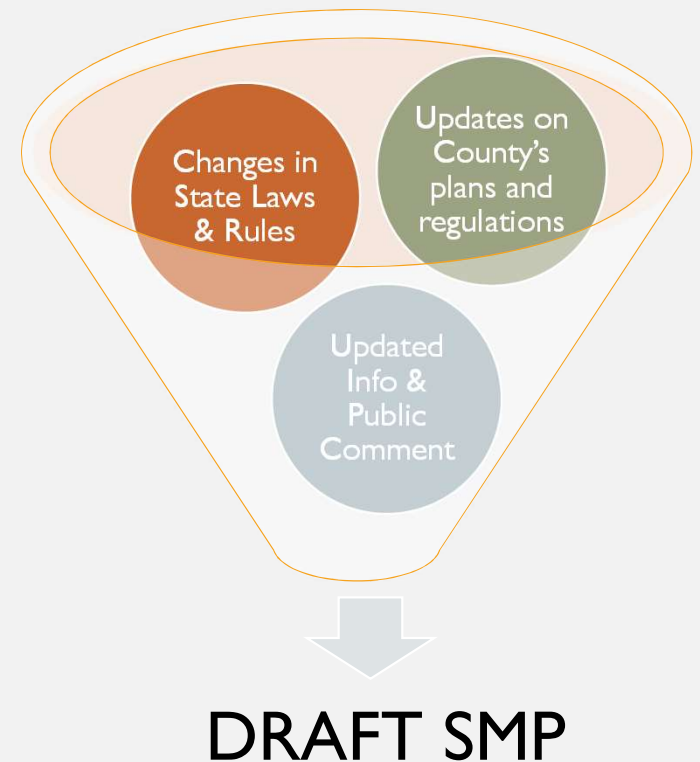 Changes in
State Laws
& Rules
Updates on
County's
plans and
regulations
Updated
Info &
Public
Comment
DRAFT SMP